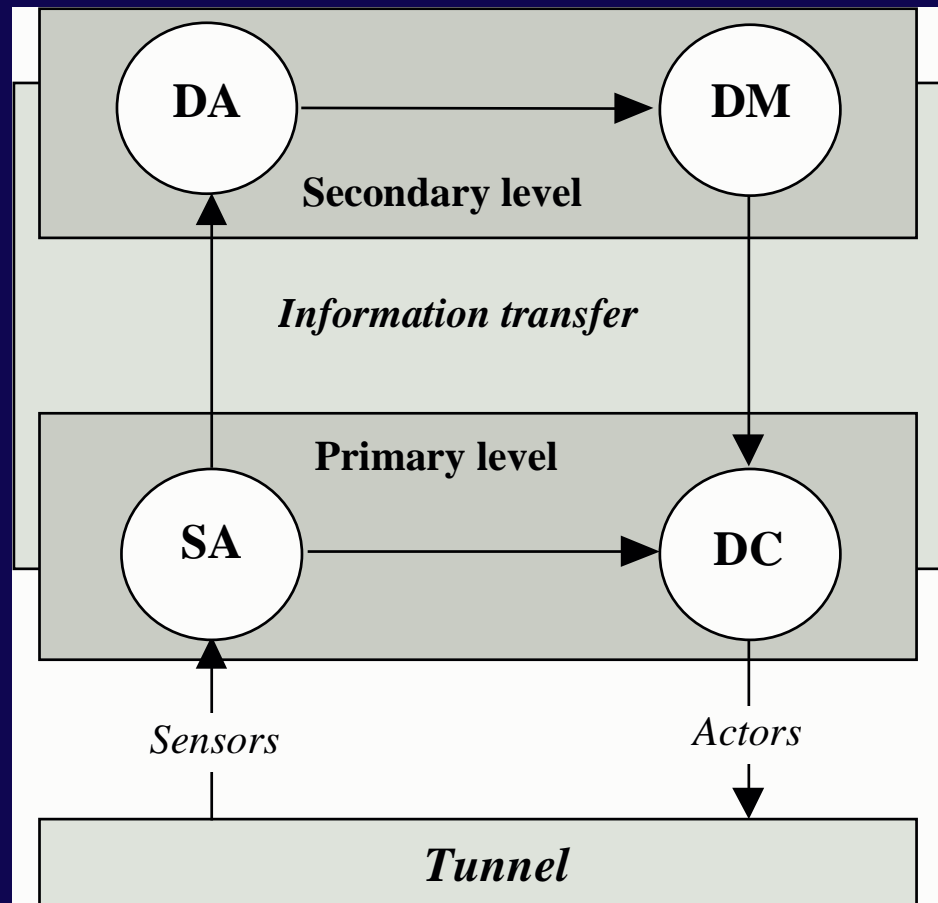 DA
DM
Secondary level
Information transfer
Primary level
SA
DC
Sensors
Actors
Tunnel